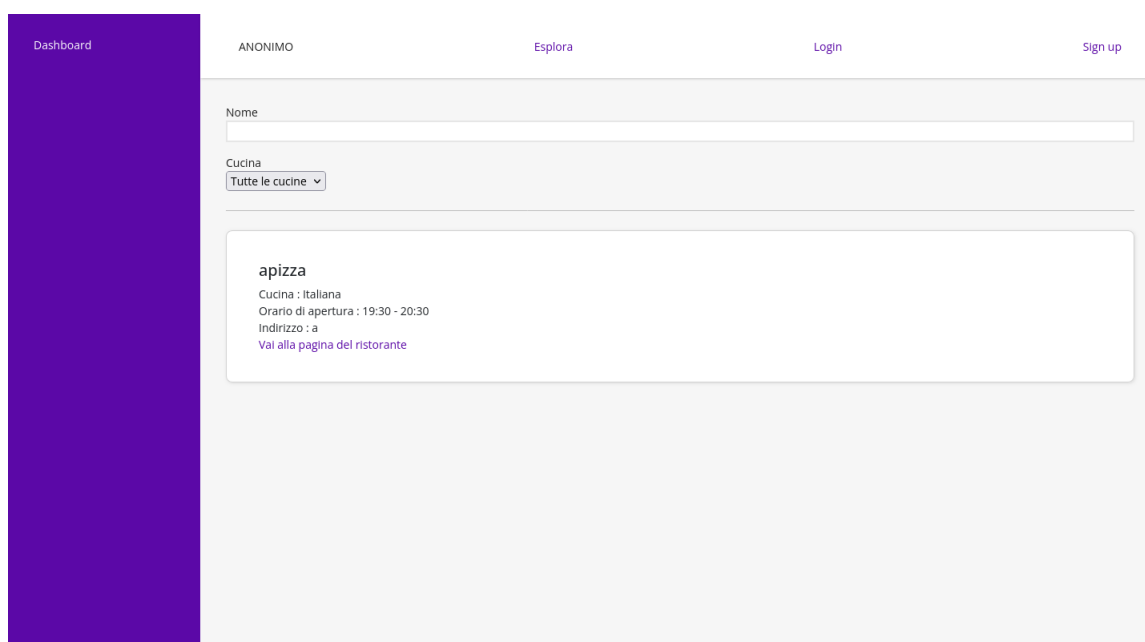 Dashboard
ANONIMO Esplora Login Sign up
Nome
Cucina
Tutte le cucine
apizza
Cucina : Italiana
Orario di apertura : 19:30 - 20:30
Indirizzo : a
Vai alla pagina del ristorante